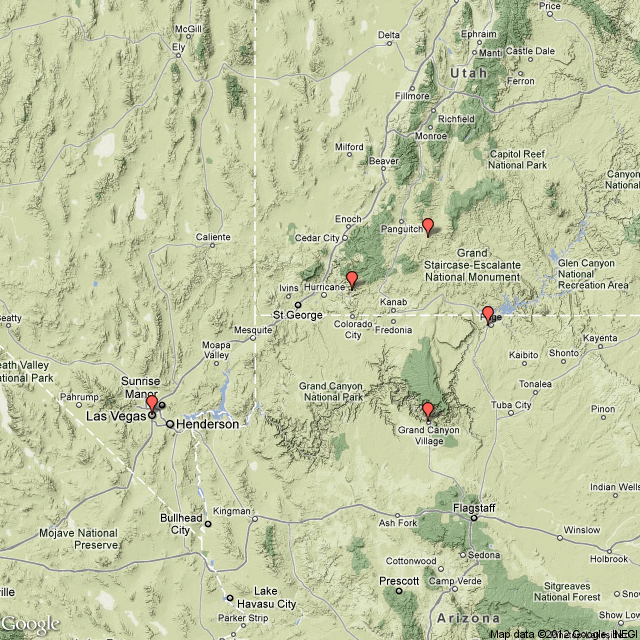 Price
McGill
Ely
Delta
Ephraim
Manti
Castle Dale
Utah
Ferron
Fillmore
Richfield
Monroe
Milford
Beaver
Capitol Reef
National Park
Canyon
National
Enoch
Panguitch
Cedar City
Caliente
Grand
Staircase-Escalante
National Monument
Glen Canyon
National
Recreation Area
Ivins
Hurricane
Kanab
St George
Colorado
City
Fredonia
Mesquite
Moapa
Valley
Kayenta
Shonto
Kaibito
Tonalea
eatty
eath Valley
National Park
Pahrump
Sunrise
Manor
Las Vegas
Henderson
Grand Canyon
National Park
Tuba City
Pinon
Grand Canyon
Village
Indian Wells
Kingman
Bullhead
City
Flagstaff
Ash Fork
Winslow
Mojave National
Preserve
Holbrook
Sedona
Cottonwood
Prescott
Camp Verde
Lake
Havasu City
Sitgreaves
National Forest
Parker Strip
Arizona
Show Low
ville
Google
Map data ©2012 Google, INEGI